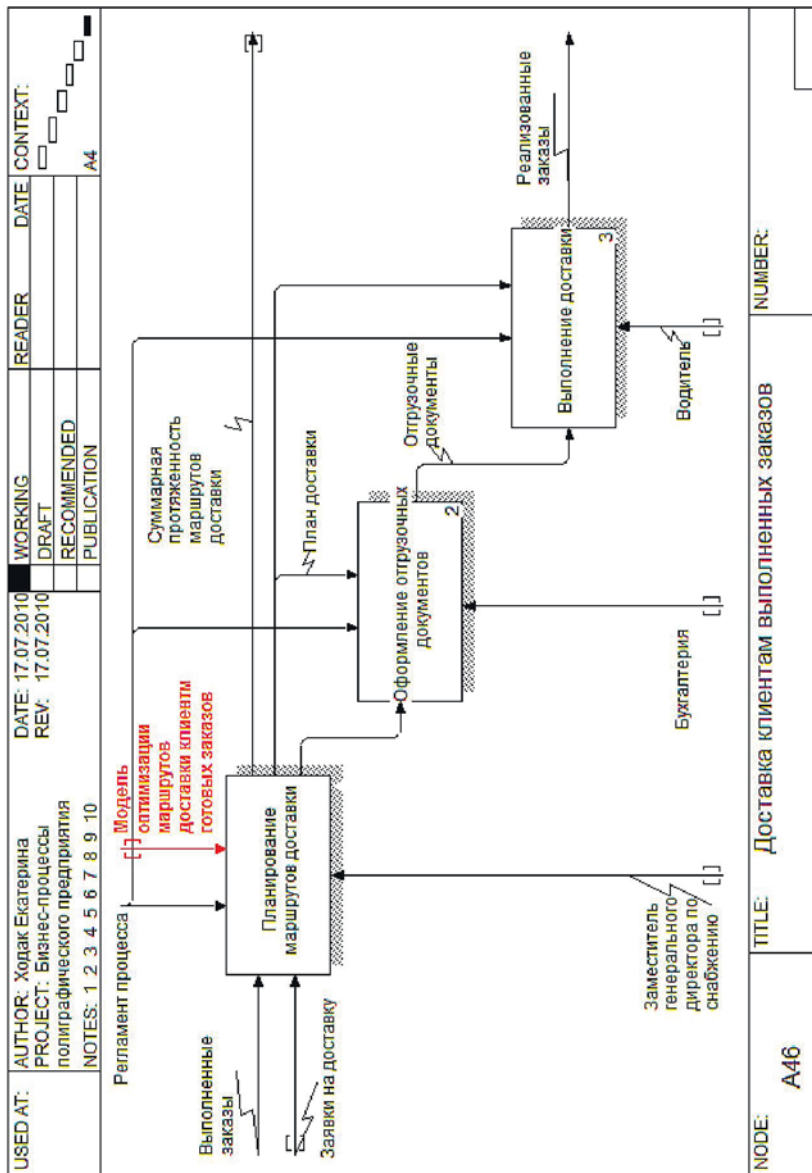 USED AT:
AUTHOR: Ходак Екатерина
PROJECT: Бизнес-процессы
полиграфического предприятия
NOTES: 1 2 3 4 5 6 7 8 9 10
DATE: 17.07.2010
REV: 17.07.2010
WORKING
DRAFT
RECOMMENDED
PUBLICATION
READER
DATE
CONTEXT:
A4
Регламент процесса
Модель
оптимизации
маршрутов
доставки клиентм
готовых заказов
Суммарная
протяженность
маршрутов
доставки
Выполненные
заказы
Заявки на доставку
Планирование
маршрутов доставки
План доставки
Оформление отгрузочных
документов
2
Отгрузочные
документы
Реализованные
заказы
Выполнение доставки
3
Заместитель
генерального
директора по
снабжению
Бухгалтерия
Водитель
NODE:
A46
TITLE:
Доставка клиентам выполненных заказов
NUMBER: